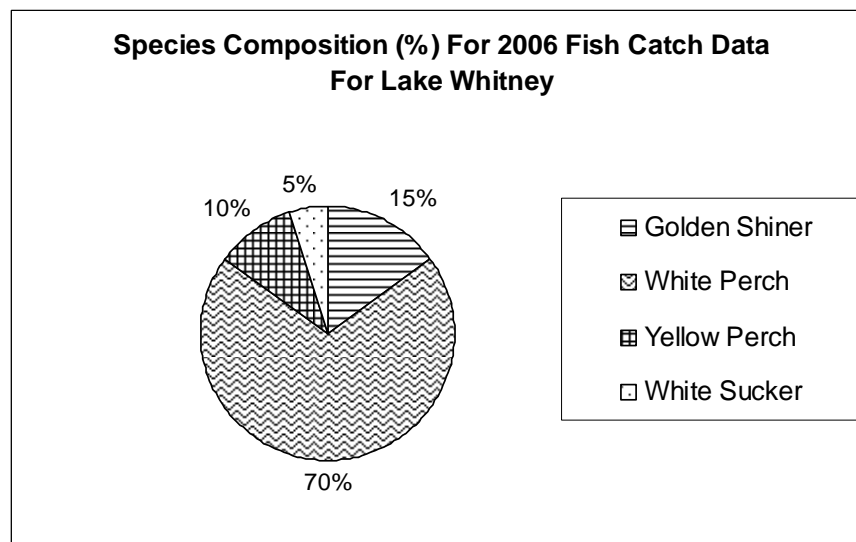 Species Composition (%) For 2006 Fish Catch Data
For Lake Whitney
5%
15%
10%
70%
Golden Shiner
White Perch
Yellow Perch
White Sucker